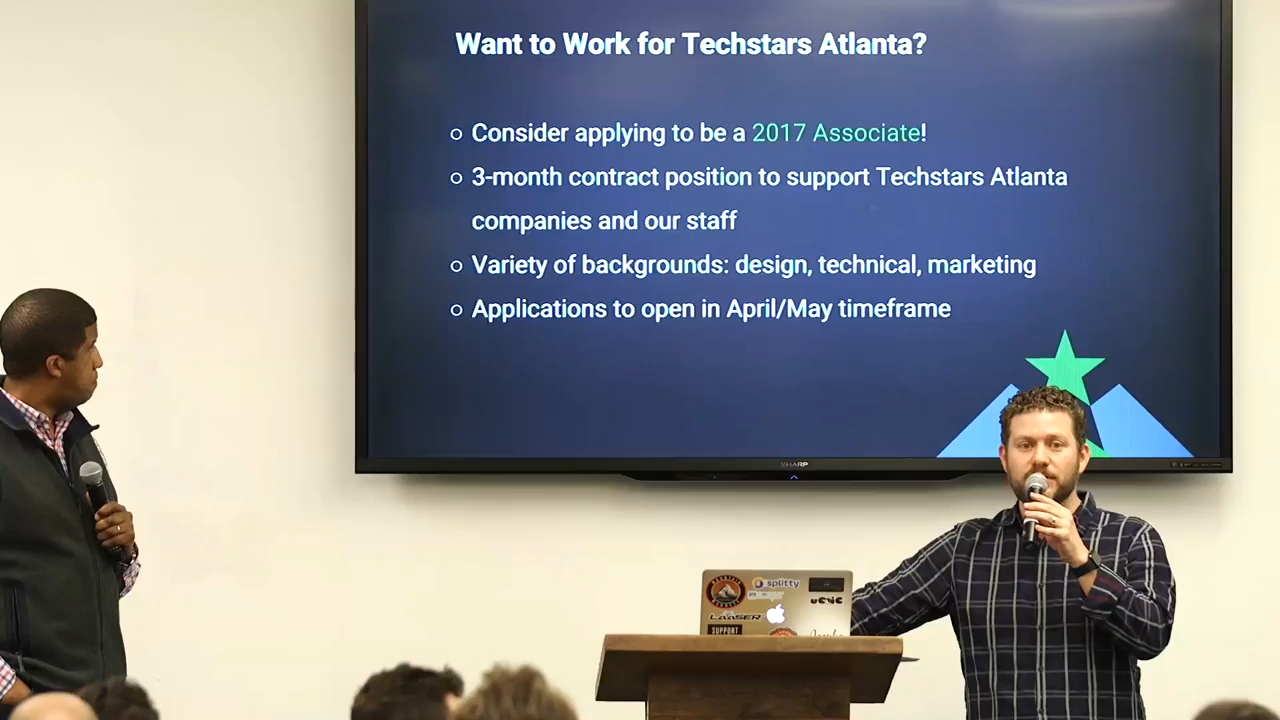 Want to Work for Techstars Atlanta?
Consider applying to be a 2017 Associate!
3-month contract position to support Techstars Atlanta
companies and our staff
Variety of backgrounds: design, technical, marketing
Applications to open in April/May timeframe
SHARP
splitty
LAASER
SUPPORT